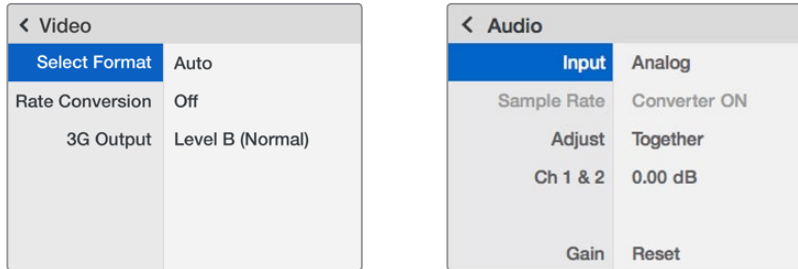 < Video
Select Format Auto
Rate Conversion Off
3G Output Level B (Normal)
< Audio
Input Analog
Sample Rate Converter ON
Adjust Together
Ch 1 & 2 0.00 dB
Gain Reset